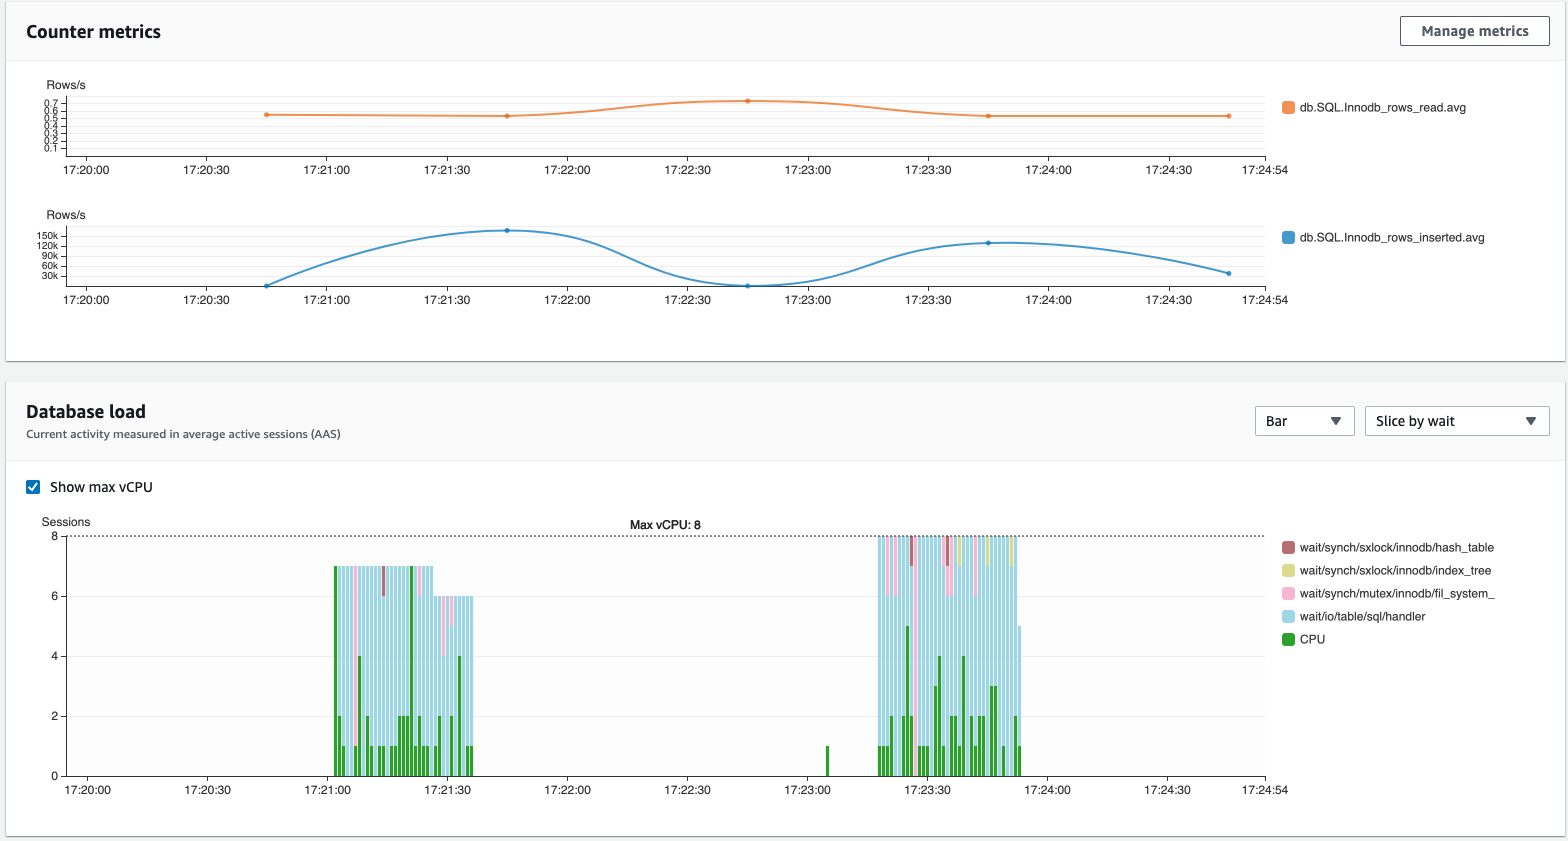 Counter metrics
Manage metrics
Rows/s
0.7
0.6
0.5
0.4
0.3
0.2
0.1
17:20:00 17:20:30 17:21:00 17:21:30 17:22:00 17:22:30 17:23:00 17:23:30 17:24:00 17:24:30 17:24:54
db.SQL.Innodb_rows_read.avg
Rows/s
150k
120k
90k
60k
30k
17:20:00 17:20:30 17:21:00 17:21:30 17:22:00 17:22:30 17:23:00 17:23:30 17:24:00 17:24:30 17:24:54
db.SQL.Innodb_rows_inserted.avg
Database load
Current activity measured in average active sessions (AAS)
Bar
Slice by wait
Show max vCPU
Sessions
Max vCPU: 8
8
6
4
2
0
17:20:00 17:20:30 17:21:00 17:21:30 17:22:00 17:22:30 17:23:00 17:23:30 17:24:00 17:24:30 17:24:54
wait/synch/sxlock/innodb/hash_table
wait/synch/sxlock/innodb/index_tree
wait/synch/mutex/innodb/fil_system_
wait/io/table/sql/handler
CPU